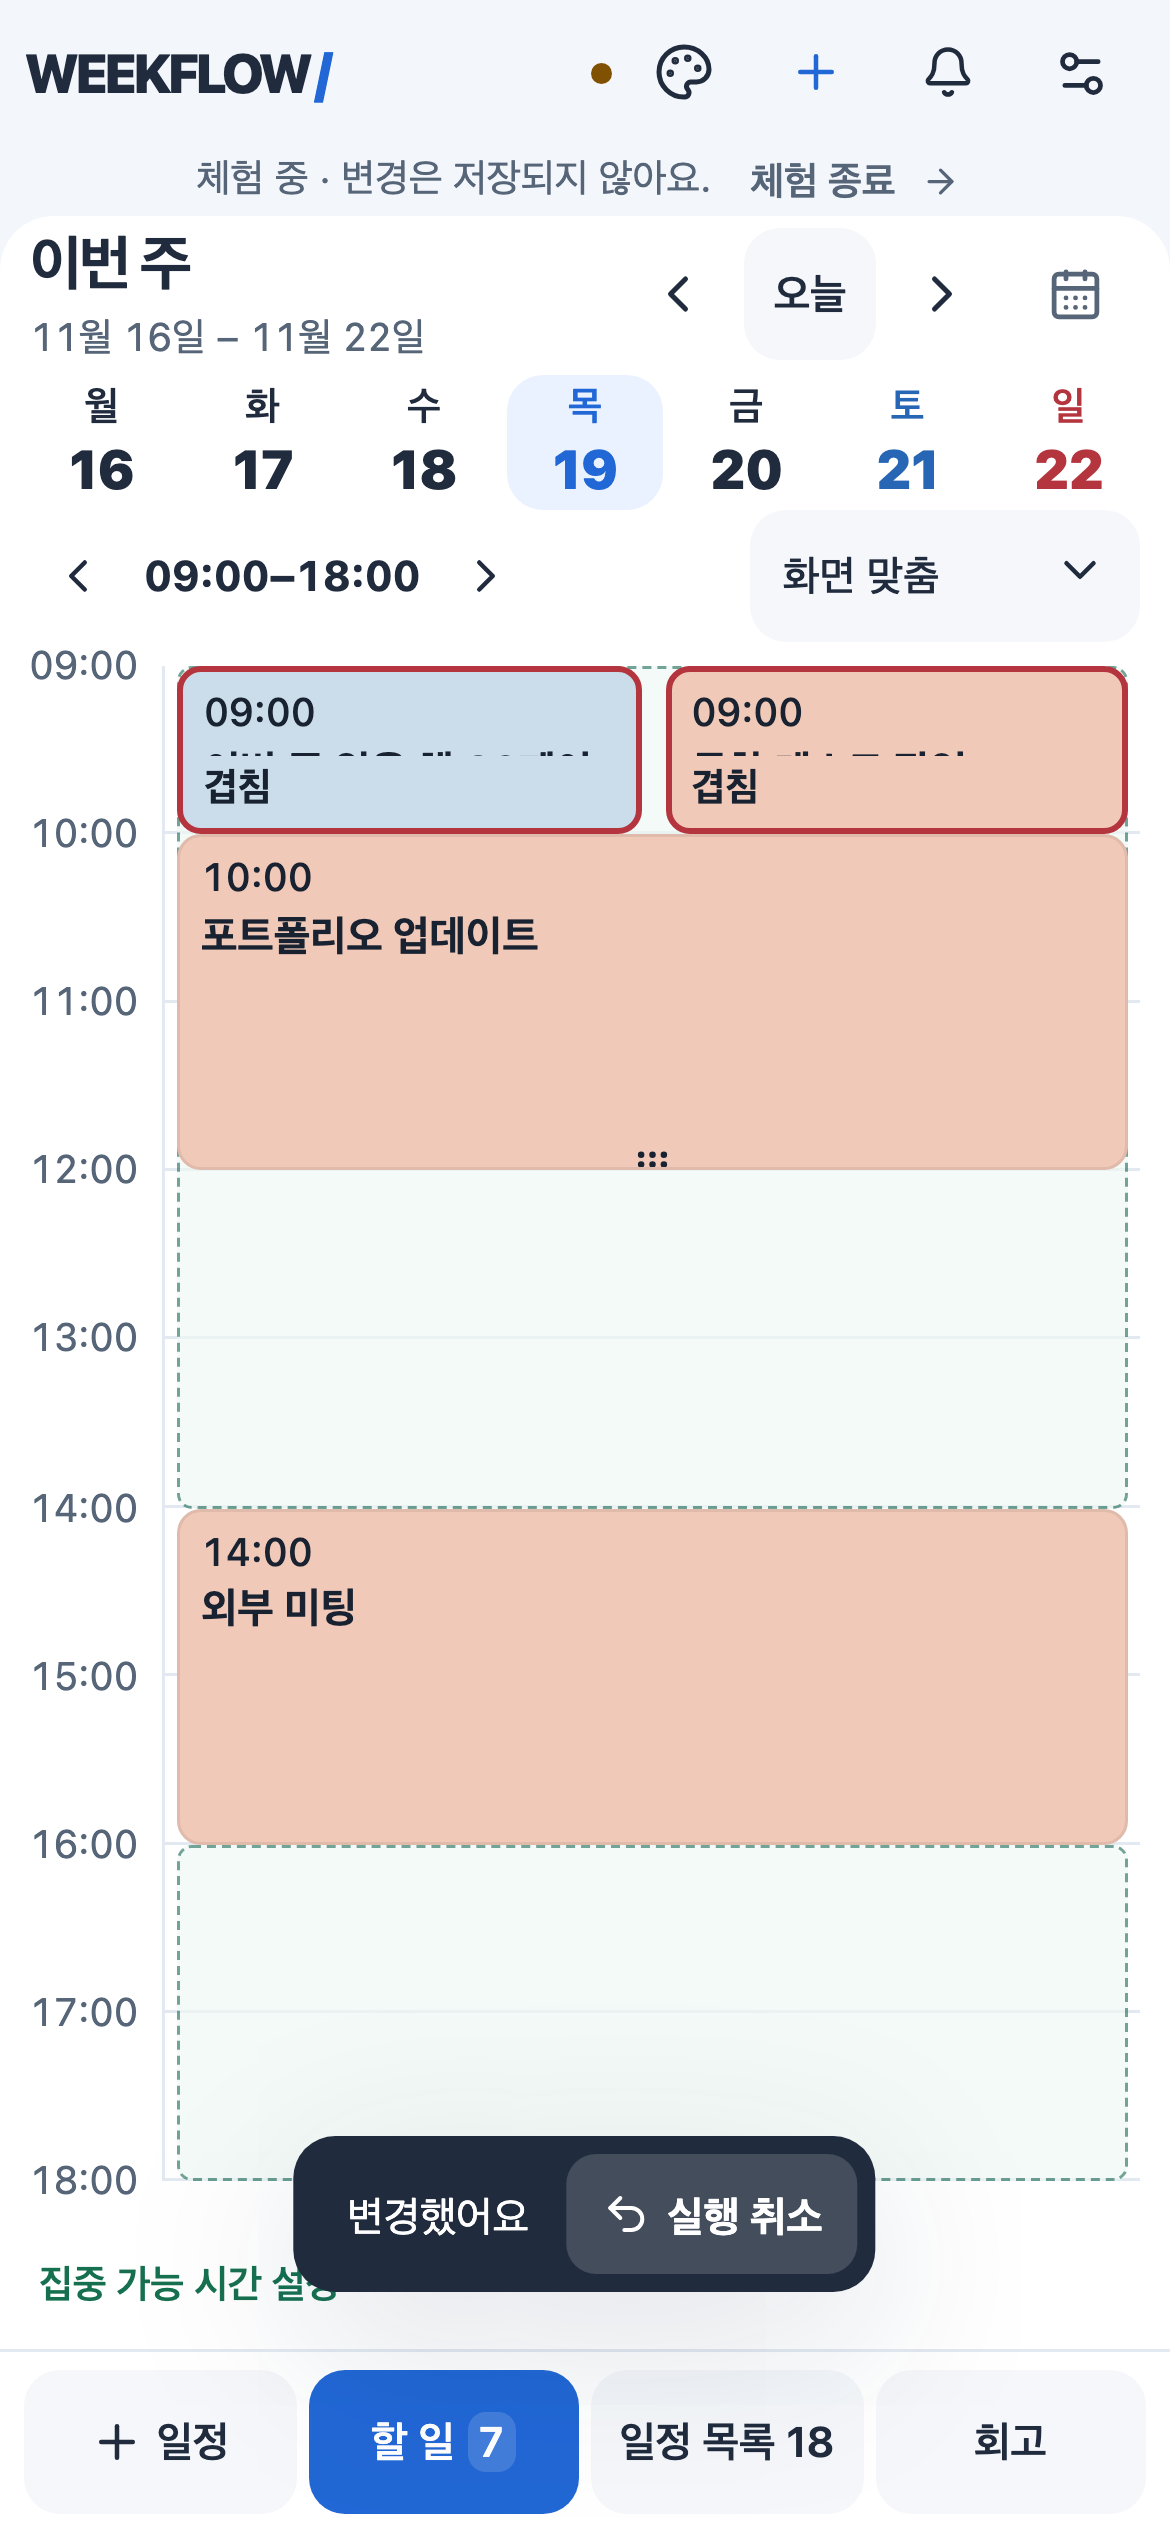 WEEKFLOW/
체험 중 · 변경은 저장되지 않아요. 체험 종료 →
이번 주
오늘
11월 16일 – 11월 22일
월 화 수 목 금 토 일
16 17 18 19 20 21 22
09:00–18:00
화면 맞춤
09:00
09:00
겹침
09:00
겹침
10:00
10:00
포트폴리오 업데이트
11:00
12:00
13:00
14:00
14:00
외부 미팅
15:00
16:00
17:00
18:00
변경했어요
실행 취소
집중 가능 시간
+ 일정
할 일 7
일정 목록 18
회고